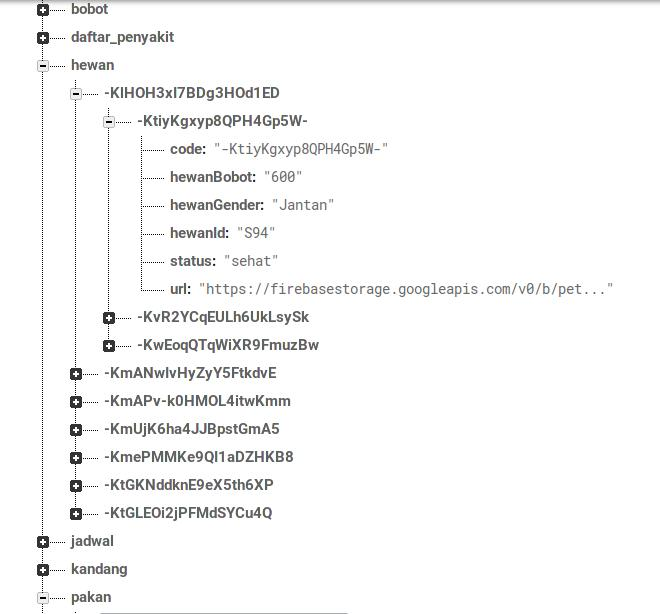 bobot
daftar_penyakit
hewan
-KlHOH3xI7BDg3HOd1ED
-KtiyKgxyp8QPH4Gp5W-
code: "-KtiyKgxyp8QPH4Gp5W-"
hewanBobot: "600"
hewanGender: "Jantan"
hewanId: "S94"
status: "sehat"
url: "https://firebasestorage.googleapis.com/v0/b/pet..."
-KvR2YCqEULh6UkLsySk
-KwEoqQTqWiXR9FmuzBw
-KmANwlvHyZyY5FtkdvE
-KmAPv-k0HMOL4itwKmm
-KmUjK6ha4JJBpstGmA5
-KmePMMKe9Ql1aDZHKB8
-KtGKNddknE9eX5th6XP
-KtGLEOi2jPFMdSYCu4Q
jadwal
kandang
pakan